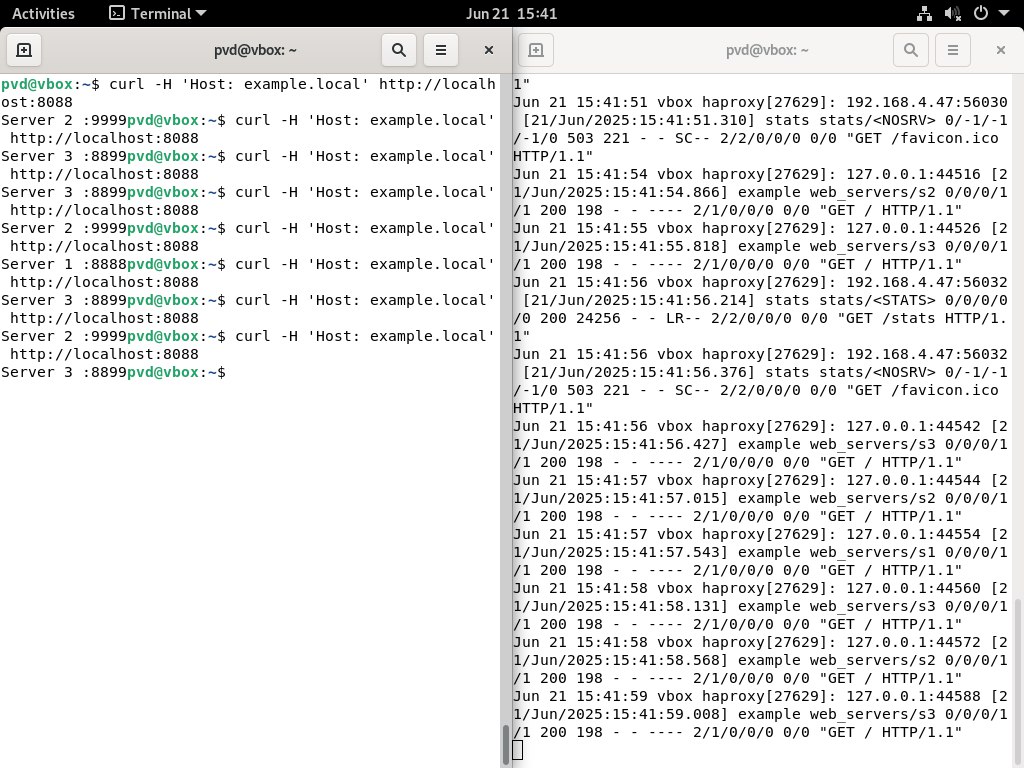 Activities Terminal Jun 21 15:41
pvd@vbox: ~
pvd@vbox:~$ curl -H 'Host: example.local' http://localh
ost:8088
Server 2 :9999pvd@vbox:~$ curl -H 'Host: example.local'
 http://localhost:8088
Server 3 :8899pvd@vbox:~$ curl -H 'Host: example.local'
 http://localhost:8088
Server 3 :8899pvd@vbox:~$ curl -H 'Host: example.local'
 http://localhost:8088
Server 2 :9999pvd@vbox:~$ curl -H 'Host: example.local'
 http://localhost:8088
Server 1 :8888pvd@vbox:~$ curl -H 'Host: example.local'
 http://localhost:8088
Server 3 :8899pvd@vbox:~$ curl -H 'Host: example.local'
 http://localhost:8088
Server 2 :9999pvd@vbox:~$ curl -H 'Host: example.local'
 http://localhost:8088
Server 3 :8899pvd@vbox:~$
pvd@vbox: ~
1"
Jun 21 15:41:51 vbox haproxy[27629]: 192.168.4.47:56030
 [21/Jun/2025:15:41:51.310] stats stats/<NOSRV> 0/-1/-1
/-1/0 503 221 - - SC-- 2/2/0/0/0 0/0 "GET /favicon.ico
HTTP/1.1"
Jun 21 15:41:54 vbox haproxy[27629]: 127.0.0.1:44516 [2
1/Jun/2025:15:41:54.866] example web_servers/s2 0/0/0/1
/1 200 198 - - ---- 2/1/0/0/0 0/0 "GET / HTTP/1.1"
Jun 21 15:41:55 vbox haproxy[27629]: 127.0.0.1:44526 [2
1/Jun/2025:15:41:55.818] example web_servers/s3 0/0/0/1
/1 200 198 - - ---- 2/1/0/0/0 0/0 "GET / HTTP/1.1"
Jun 21 15:41:56 vbox haproxy[27629]: 192.168.4.47:56032
 [21/Jun/2025:15:41:56.214] stats stats/<STATS> 0/0/0/0
/0 200 24256 - - LR-- 2/2/0/0/0 0/0 "GET /stats HTTP/1.
1"
Jun 21 15:41:56 vbox haproxy[27629]: 192.168.4.47:56032
 [21/Jun/2025:15:41:56.376] stats stats/<NOSRV> 0/-1/-1
/-1/0 503 221 - - SC-- 2/2/0/0/0 0/0 "GET /favicon.ico
HTTP/1.1"
Jun 21 15:41:56 vbox haproxy[27629]: 127.0.0.1:44542 [2
1/Jun/2025:15:41:56.427] example web_servers/s3 0/0/0/1
/1 200 198 - - ---- 2/1/0/0/0 0/0 "GET / HTTP/1.1"
Jun 21 15:41:57 vbox haproxy[27629]: 127.0.0.1:44544 [2
1/Jun/2025:15:41:57.015] example web_servers/s2 0/0/0/1
/1 200 198 - - ---- 2/1/0/0/0 0/0 "GET / HTTP/1.1"
Jun 21 15:41:57 vbox haproxy[27629]: 127.0.0.1:44554 [2
1/Jun/2025:15:41:57.543] example web_servers/s1 0/0/0/1
/1 200 198 - - ---- 2/1/0/0/0 0/0 "GET / HTTP/1.1"
Jun 21 15:41:58 vbox haproxy[27629]: 127.0.0.1:44560 [2
1/Jun/2025:15:41:58.131] example web_servers/s3 0/0/0/1
/1 200 198 - - ---- 2/1/0/0/0 0/0 "GET / HTTP/1.1"
Jun 21 15:41:58 vbox haproxy[27629]: 127.0.0.1:44572 [2
1/Jun/2025:15:41:58.568] example web_servers/s2 0/0/0/1
/1 200 198 - - ---- 2/1/0/0/0 0/0 "GET / HTTP/1.1"
Jun 21 15:41:59 vbox haproxy[27629]: 127.0.0.1:44588 [2
1/Jun/2025:15:41:59.008] example web_servers/s3 0/0/0/1
/1 200 198 - - ---- 2/1/0/0/0 0/0 "GET / HTTP/1.1"